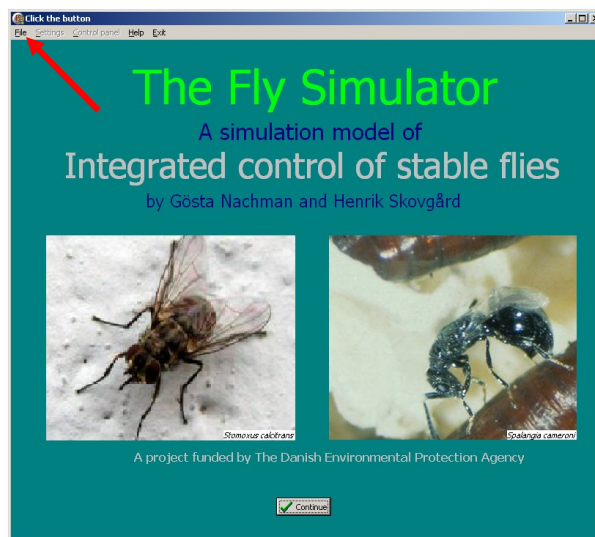 Click the button
File Settings Control panel Help Exit
The Fly Simulator
A simulation model of
Integrated control of stable flies
by Gösta Nachman and Henrik Skovgård
Stomoxus calcitrans
Spalangia cameroni
A project funded by The Danish Environmental Protection Agency
Continue